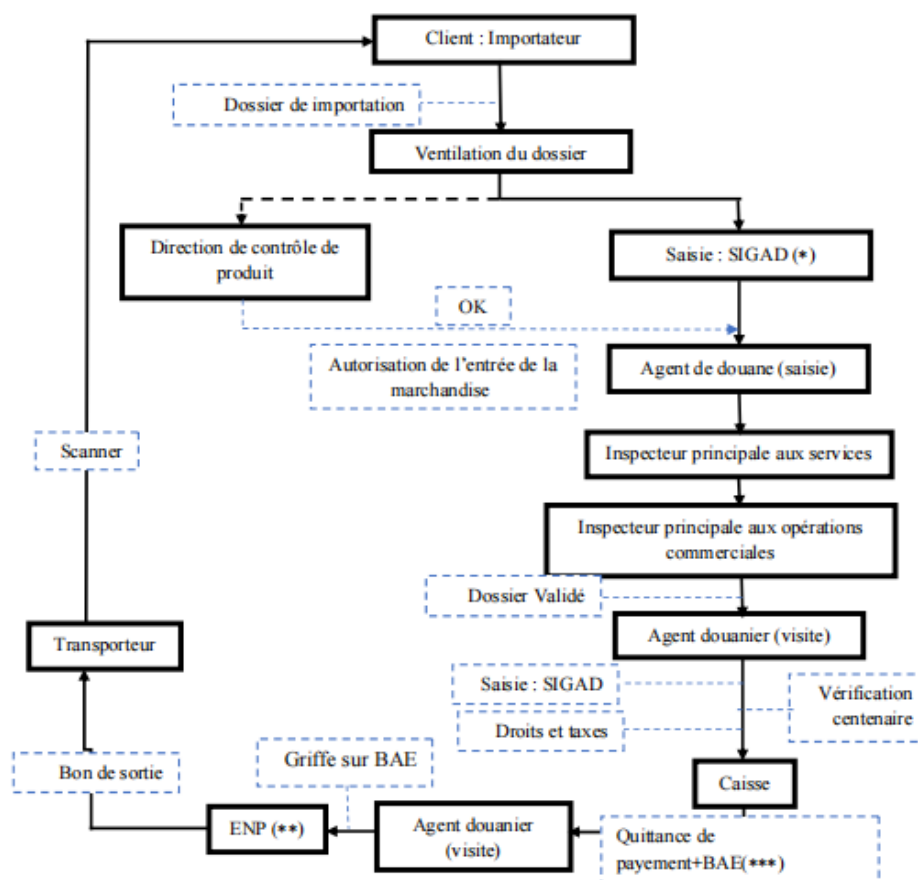 Client : Importateur
Dossier de importation
Ventilation du dossier
Direction de contrôle de
produit
Saisie : SIGAD (*)
OK
Autorisation de l'entrée de la
marchandise
Agent de douane (saisie)
Scanner
Inspecteur principale aux services
Inspecteur principale aux opérations
commerciales
Dossier Validé
Transporteur
Agent douanier (visite)
Saisie : SIGAD
Vérification
centenaire
Droits et taxes
Griffe sur BAE
Bon de sortie
Caisse
ENP (**)
Agent douanier
(visite)
Quittance de
payement+BAE(***)